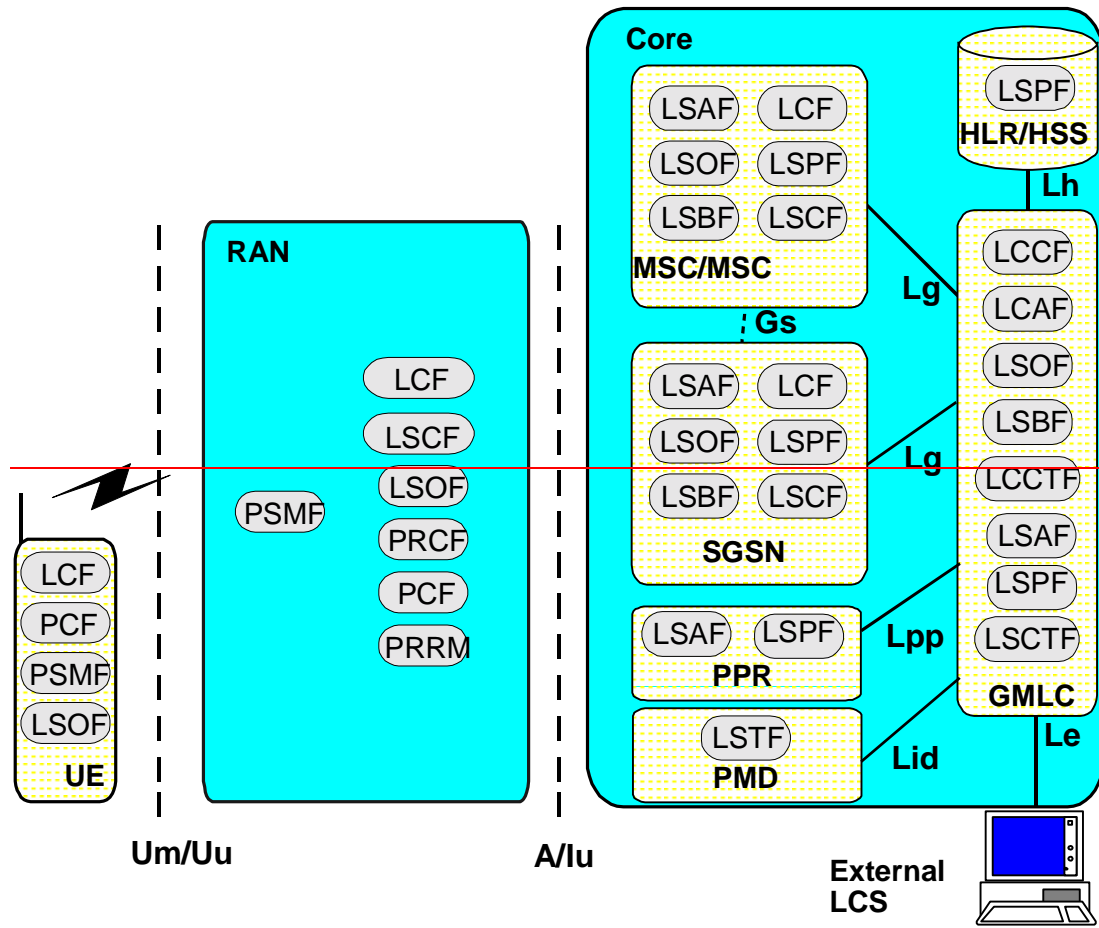 Core
LSAF LCF
LSOF LSPF
LSBF LSCF
MSC/MSC
LSPF
HLR/HSS
Lh
Lg
Gs
LSAF LCF
LSOF LSPF
LSBF LSCF
SGSN
Lg
LSAF LSPF
PPR
Lpp
LSTF
PMD
Lid
LCCF
LCAF
LSOF
LSBF
LCCTF
LSAF
LSPF
LSCTF
GMLC
Le
RAN
LCF
LSCF
LSOF
PSMF
PRCF
PCF
PRRM
LCF
PCF
PSMF
LSOF
UE
Um/Uu
A/Iu
External
LCS